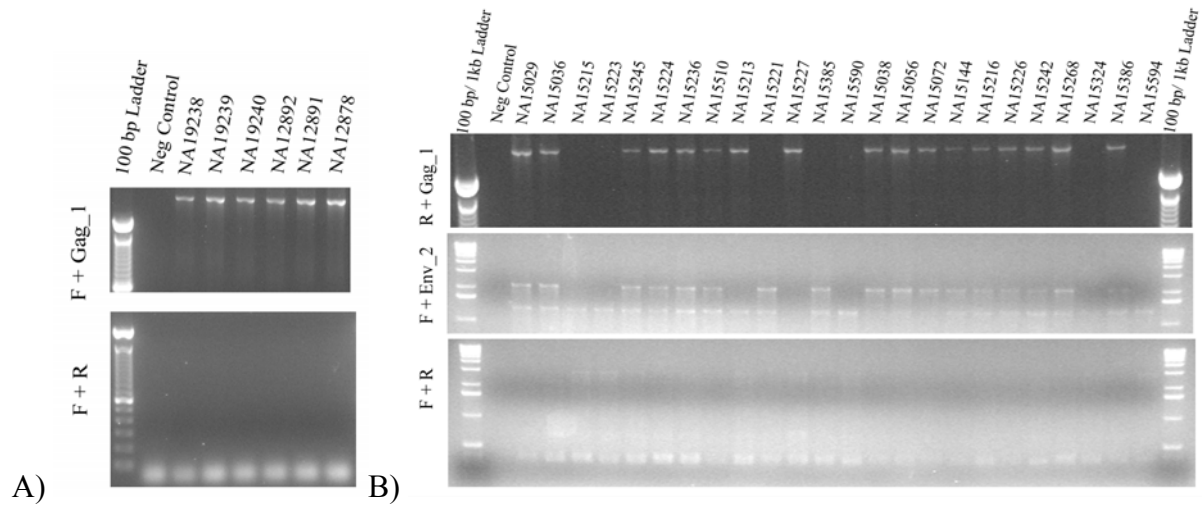 100 bp Ladder
Neg Control
NA19238
NA19239
NA19240
NA12892
NA12891
NA12878
F + Gag_1
F + R
A)
100 bp/ 1kb Ladder
Neg Control
NA15029
NA15036
NA15215
NA15223
NA15245
NA15224
NA15236
NA15510
NA15213
NA15221
NA15227
NA15385
NA15590
NA15038
NA15056
NA15072
NA15144
NA15216
NA15226
NA15242
NA15268
NA15324
NA15386
NA15594
100 bp/ 1kb Ladder
R + Gag_1
F + Env_2
F + R
B)